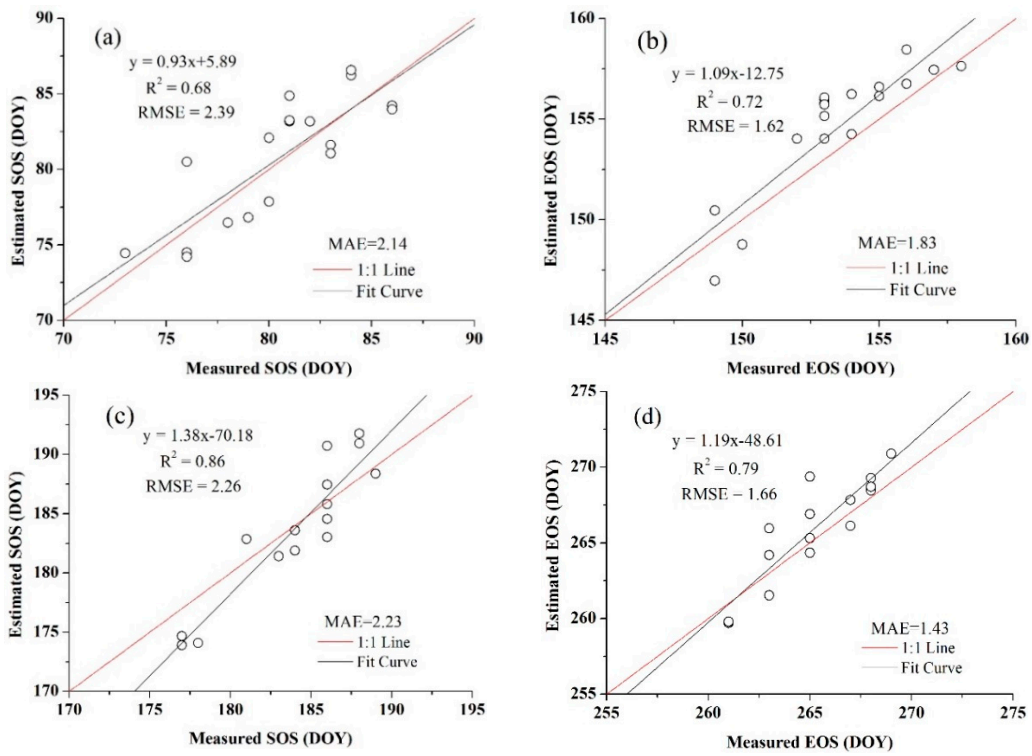 90
(a)
y = 0.93x+5.89
R² = 0.68
RMSE = 2.39
85
80
75
70
MAE=2.14
1:1 Line
Fit Curve
70 75 80 85 90
Estimated SOS (DOY)
Measured SOS (DOY)
160
(b)
y = 1.09x-12.75
R² – 0.72
RMSE = 1.62
155
150
145
MAE=1.83
1:1 Line
Fit Curve
145 150 155 160
Estimated EOS (DOY)
Measured EOS (DOY)
195
(c)
y = 1.38x-70.18
R² = 0.86
RMSE = 2.26
190
185
180
175
170
MAE–2.23
1:1 Line
Fit Curve
170 175 180 185 190 195
Estimated SOS (DOY)
Measured SOS (DOY)
275
(d)
y = 1.19x-48.61
R² = 0.79
RMSE – 1.66
270
265
260
255
MAE=1.43
1:1 Line
Fit Curve
255 260 265 270 275
Estimated EOS (DOY)
Measured EOS (DOY)